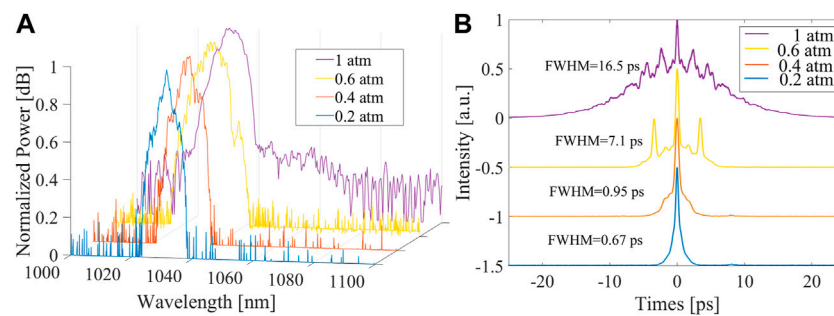 A
1 atm
0.6 atm
0.4 atm
0.2 atm
Normalized Power [dB]
1
0.8
0.6
0.4
0.2
0
1000
1020
1040
1060
1080
1100
Wavelength [nm]
B
1 atm
0.6 atm
0.4 atm
0.2 atm
FWHM=16.5 ps
FWHM=7.1 ps
FWHM=0.95 ps
FWHM=0.67 ps
Intensity [a.u.]
1
0.5
0
-0.5
-1
-1.5
-20
-10
0
10
20
Times [ps]